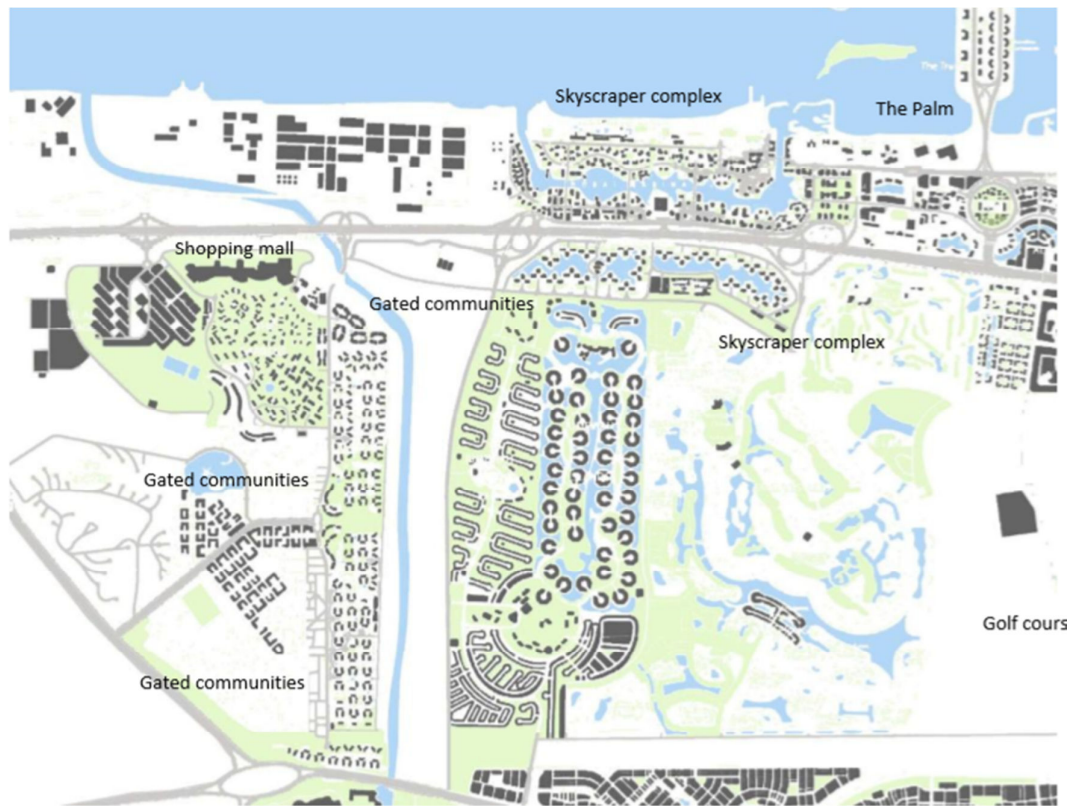 Skyscraper complex
The Palm
Shopping mall
Gated communities
Skyscraper complex
Gated communities
Golf cours
Gated communities